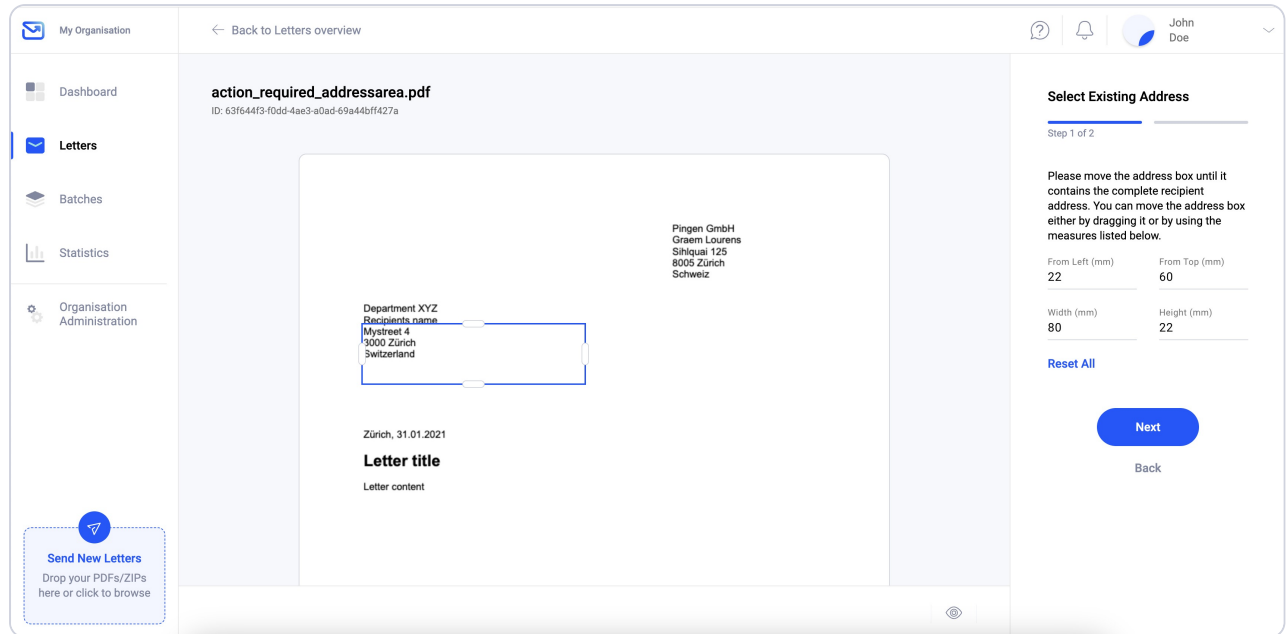 My Organisation
Back to Letters overview
John
Doe
Dashboard
Letters
Batches
Statistics
Organisation
Administration
Send New Letters
Drop your PDFs/ZIPs
here or click to browse
action_required_addressarea.pdf
ID: 63f644f3-f0dd-4ae3-a0ad-69a44bff427a
Pingen GmbH
Graem Lourens
Sihlquai 125
8005 Zürich
Schweiz
Department XYZ
Recipients name
Mystreet 4
3000 Zürich
Switzerland
Zürich, 31.01.2021
Letter title
Letter content
Select Existing Address
Step 1 of 2
Please move the address box until it
contains the complete recipient
address. You can move the address box
either by dragging it or by using the
measures listed below.
From Left (mm) From Top (mm)
22 60
Width (mm) Height (mm)
80 22
Reset All
Next
Back